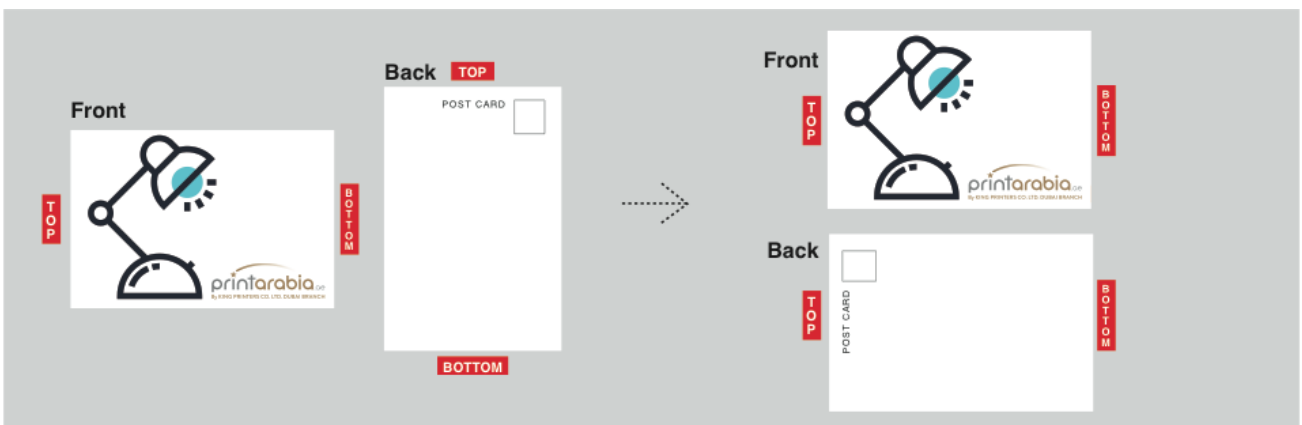 Front
TOP
BOTTOM
printarabia.ae
By KING PRINTERS CO. LTD. DUBAI BRANCH
Back TOP
POST CARD
BOTTOM
Front
TOP
BOTTOM
printarabia.ae
By KING PRINTERS CO. LTD. DUBAI BRANCH
Back
TOP
POST CARD
BOTTOM